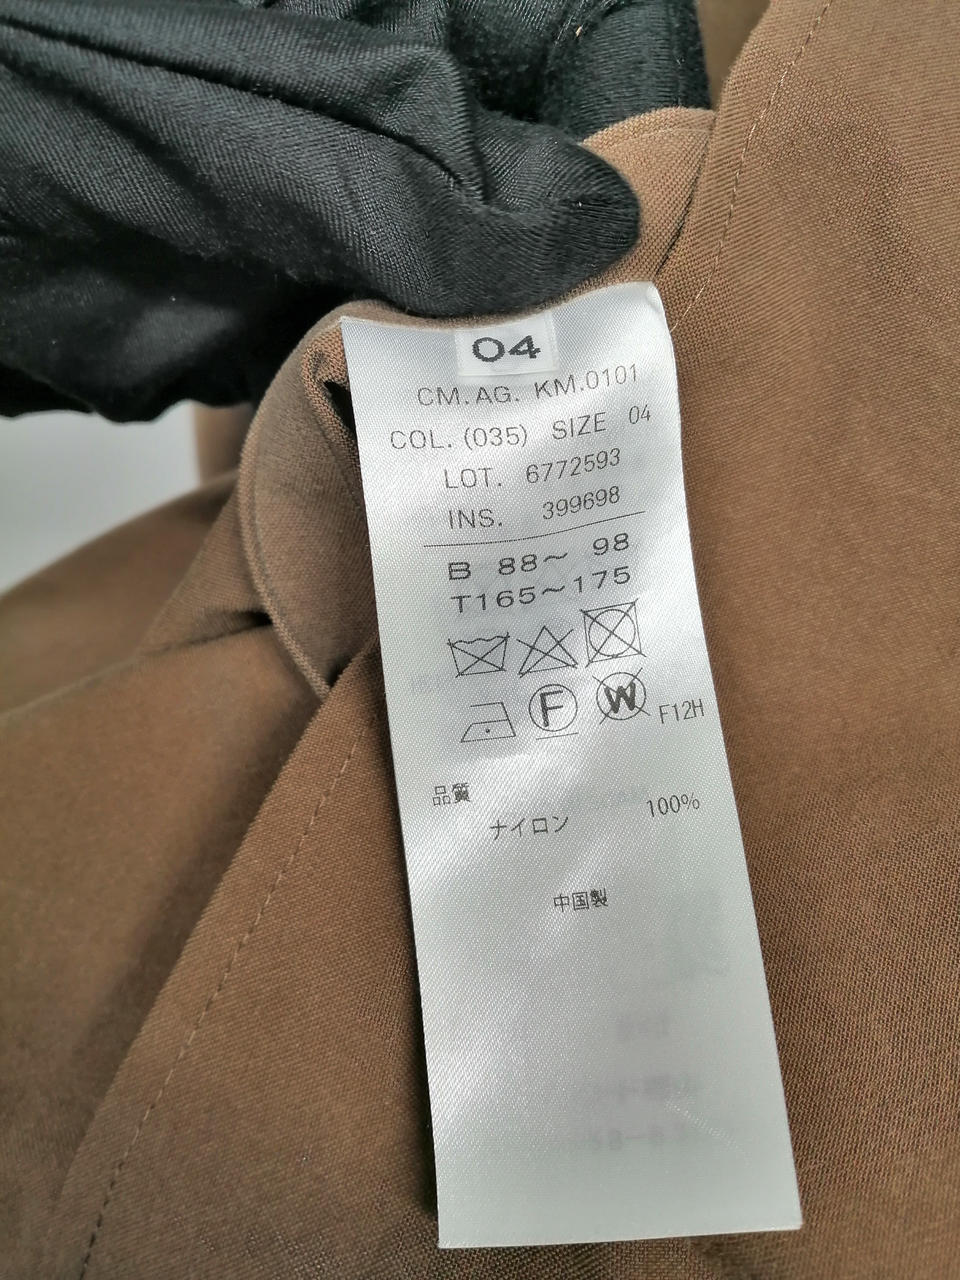 04
CM.AG. KM.0101
COL.(035) SIZE 04
LOT. 6772593
INS. 399698
B 88～ 98
T165～175
F W F12H
品質
ナイロン 100%
中国製